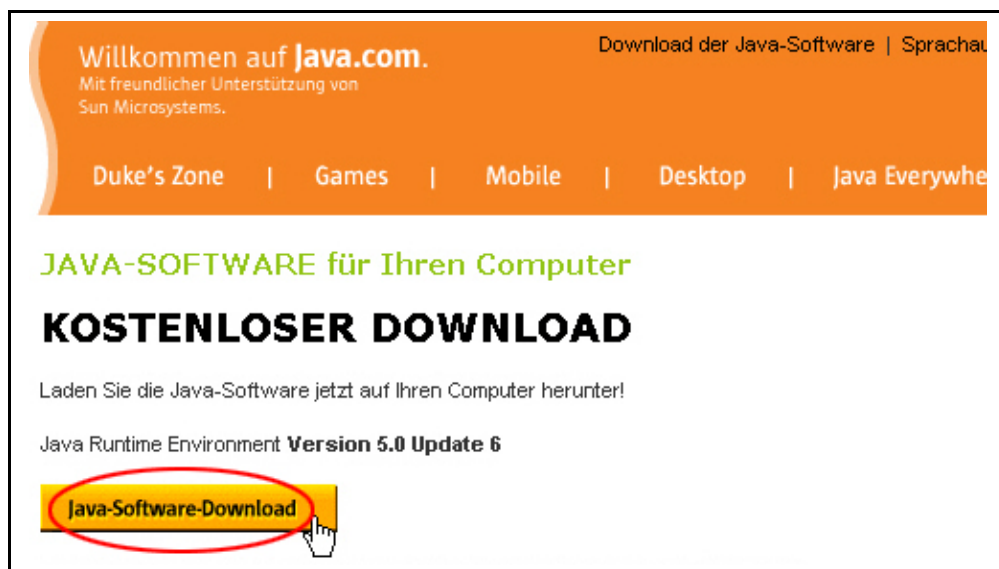 Willkommen auf Java.com.
Mit freundlicher Unterstützung von
Sun Microsystems.
Download der Java-Software |
Duke's Zone | Games | Mobile | Desktop | Java
JAVA-SOFTWARE für Ihren Computer
KOSTENLOSER DOWNLOAD
Laden Sie die Java-Software jetzt auf Ihren Computer herunter!
Java Runtime Environment Version 5.0 Update 6
Java-Software-Download